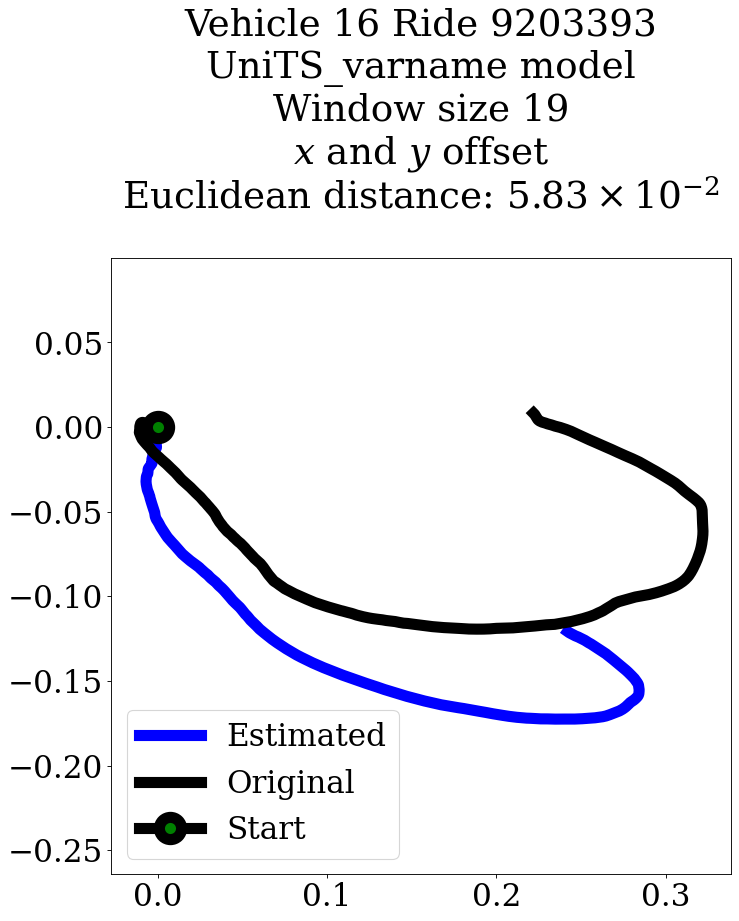 Vehicle 16 Ride 9203393
UniTS_varname model
Window size 19
x and y offset
Euclidean distance: 5.83 × 10⁻²
0.05
0.00
−0.05
−0.10
−0.15
−0.20
−0.25
Estimated
Original
Start
0.0 0.1 0.2 0.3